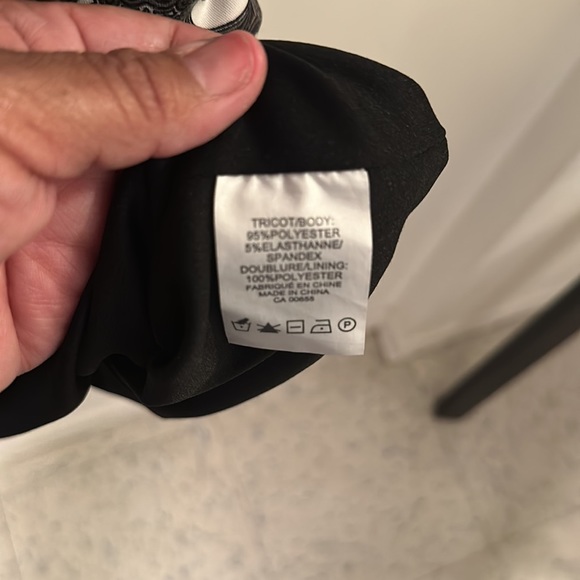 TRICOT/BODY:
95%POLYESTER
5%ELASTHANNE/
SPANDEX
DOUBLURE/LINING:
100%POLYESTER
FABRIQUÉ EN CHINE
MADE IN CHINA
CA 00655
P